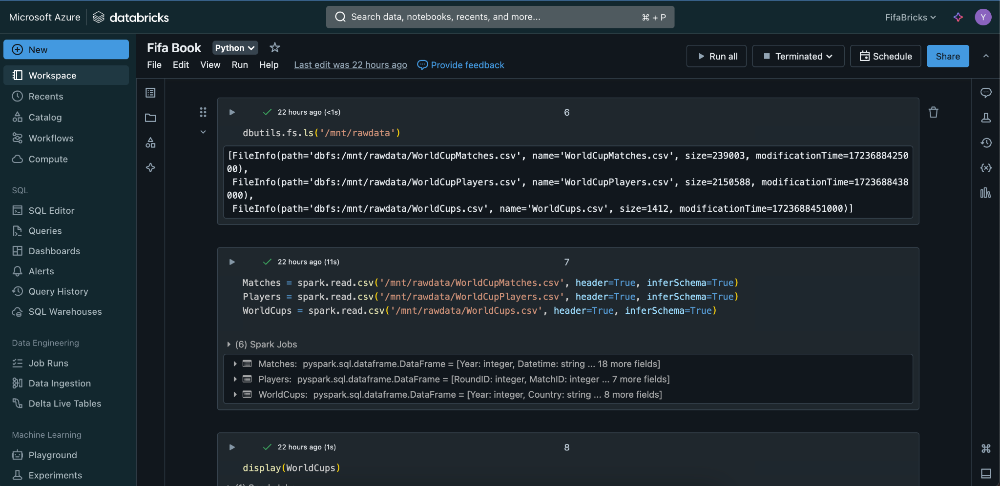 Microsoft Azure databricks
Search data, notebooks, recents, and more...
⌘ + P
FifaBricks
Y
New
Workspace
Recents
Catalog
Workflows
Compute
SQL
SQL Editor
Queries
Dashboards
Alerts
Query History
SQL Warehouses
Data Engineering
Job Runs
Data Ingestion
Delta Live Tables
Machine Learning
Playground
Experiments
Fifa Book Python
File Edit View Run Help Last edit was 22 hours ago Provide feedback
Run all Terminated Schedule Share
22 hours ago (<1s) 6
dbutils.fs.ls('/mnt/rawdata')
[FileInfo(path='dbfs:/mnt/rawdata/WorldCupMatches.csv', name='WorldCupMatches.csv', size=239003, modificationTime=17236884250
00),
FileInfo(path='dbfs:/mnt/rawdata/WorldCupPlayers.csv', name='WorldCupPlayers.csv', size=2150588, modificationTime=1723688438
000),
FileInfo(path='dbfs:/mnt/rawdata/WorldCups.csv', name='WorldCups.csv', size=1412, modificationTime=1723688451000)]
22 hours ago (11s) 7
Matches = spark.read.csv('/mnt/rawdata/WorldCupMatches.csv', header=True, inferSchema=True)
Players = spark.read.csv('/mnt/rawdata/WorldCupPlayers.csv', header=True, inferSchema=True)
WorldCups = spark.read.csv('/mnt/rawdata/WorldCups.csv', header=True, inferSchema=True)
(6) Spark Jobs
Matches: pyspark.sql.dataframe.DataFrame = [Year: integer, Datetime: string ... 18 more fields]
Players: pyspark.sql.dataframe.DataFrame = [RoundID: integer, MatchID: integer ... 7 more fields]
WorldCups: pyspark.sql.dataframe.DataFrame = [Year: integer, Country: string ... 8 more fields]
22 hours ago (1s) 8
display(WorldCups)